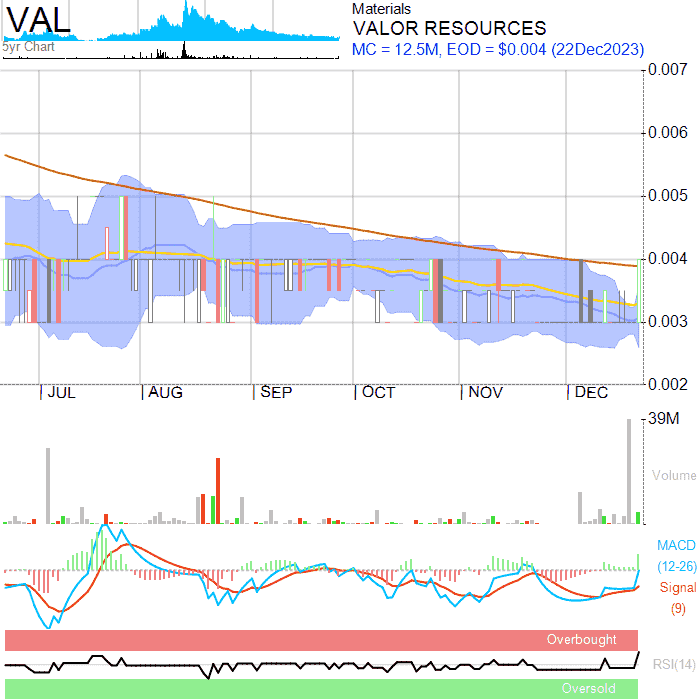 VAL
5yr Chart
Materials
VALOR RESOURCES
MC = 12.5M, EOD = $0.004 (22Dec2023)
0.007
0.006
0.005
0.004
0.003
0.002
JUL AUG SEP OCT NOV DEC
39M
Volume
MACD
(12-26)
Signal
(9)
Overbought
RSI(14)
Oversold